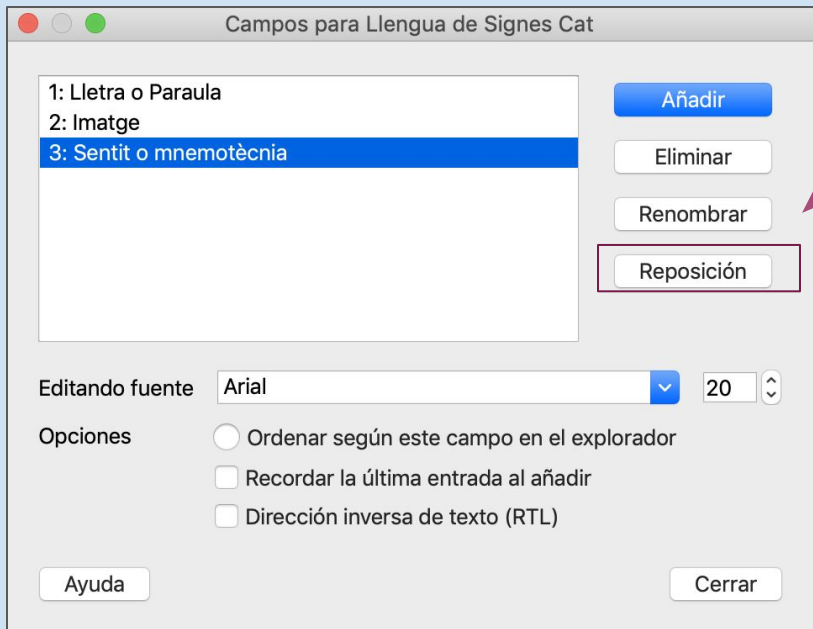 Campos para Llengua de Signes Cat
1: Lletra o Paraula
2: Imatge
3: Sentit o mnemotècnia
Añadir
Eliminar
Renombrar
Reposición
Editando fuente Arial 20
Opciones Ordenar según este campo en el explorador
Recordar la última entrada al añadir
Dirección inversa de texto (RTL)
Ayuda Cerrar